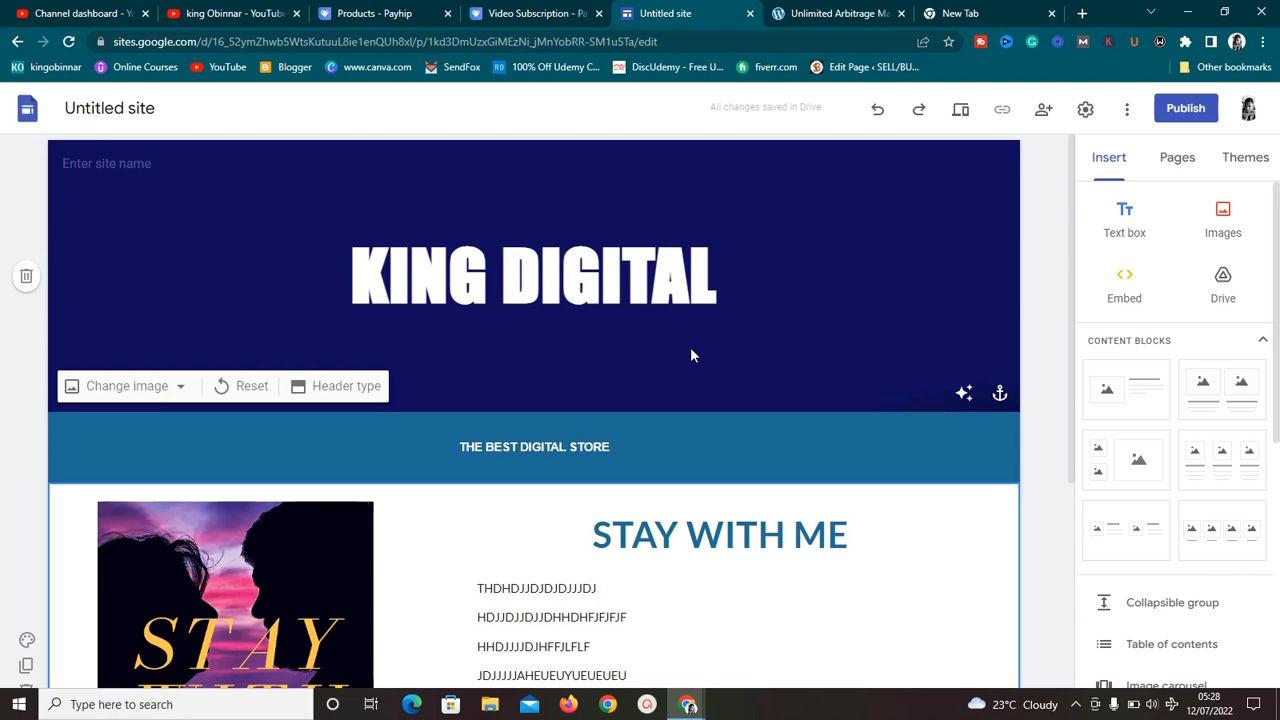 Channel dashboard - Yo
king Obinnar - YouTube
Products - Payhip
Video Subscription - Pa
Untitled site
Unlimited Arbitrage Ma
New Tab
sites.google.com/d/16_52ymZhwb5WtsKutuuL8ie1enQUh8xl/p/1kd3DmUzxGiMEzNi_jMnYobRR-SM1u5Ta/edit
kingobinnar
Online Courses
YouTube
Blogger
www.canva.com
SendFox
100% Off Udemy C...
DiscUdemy - Free U...
fiverr.com
Edit Page ‹ SELL/BU...
Other bookmarks
Untitled site
All changes saved in Drive
Publish
Enter site name
KING DIGITAL
Change image
Reset
Header type
THE BEST DIGITAL STORE
STAY
STAY WITH ME
THDHDJJDJDJDJJJDJ
HDJJDJJDJJDHHDHFJFJFJF
HHDJJJJDJHFFJLFLF
JDJJJJJAHEUEUYUEUEUEU
Insert
Pages
Themes
Text box
Images
Embed
Drive
CONTENT BLOCKS
Collapsible group
Table of contents
Image carousel
Type here to search
23°C Cloudy
05:28
12/07/2022